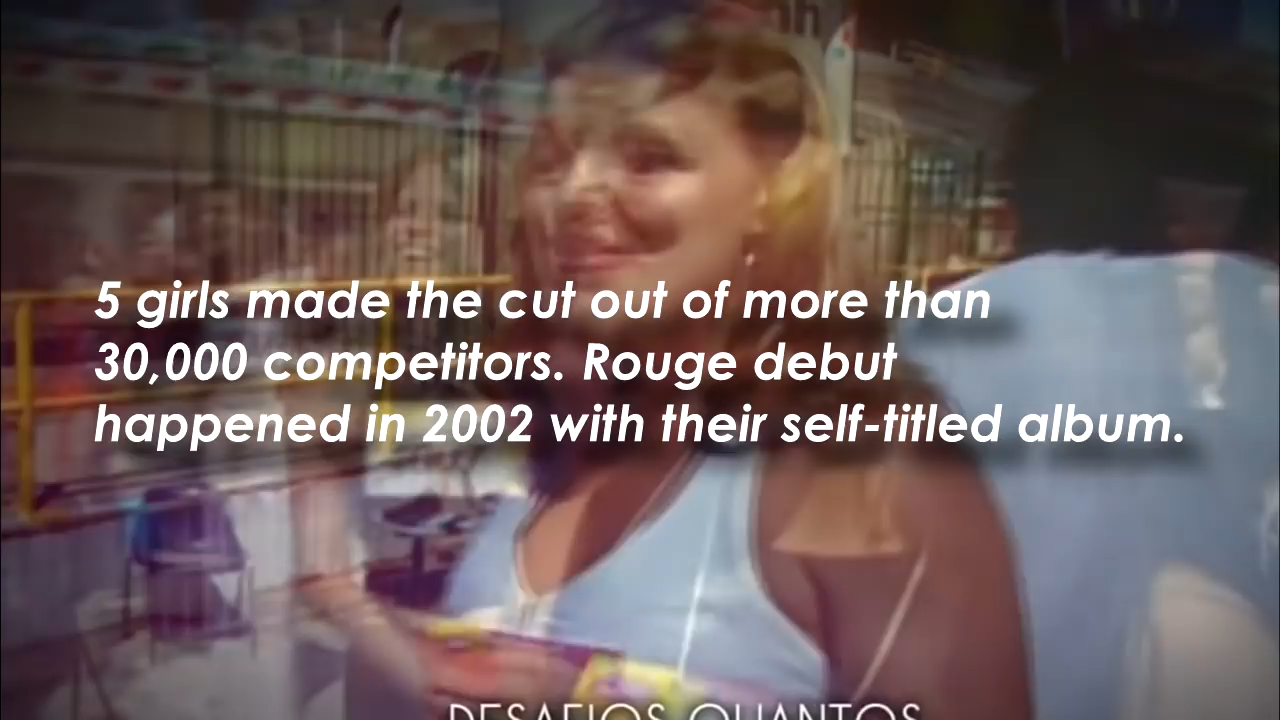 5 girls made the cut out of more than
30,000 competitors. Rouge debut
happened in 2002 with their self-titled album.
DESAFIOS QUANTOS